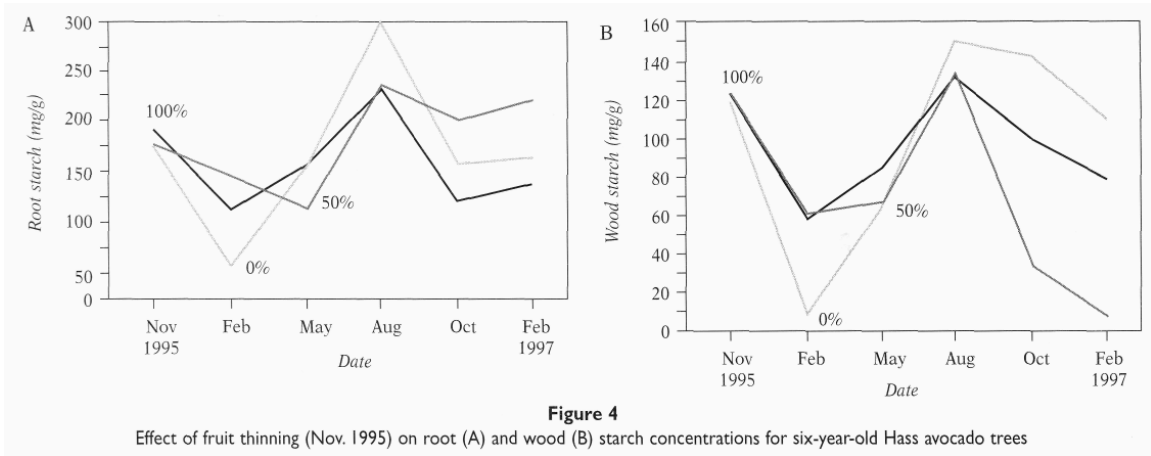 A
Root starch (mg/g)
300
250
200
150
100
50
0
100%
50%
0%
Nov Feb May Aug Oct Feb
1995 1997
Date
B
Wood starch (mg/g)
160
140
120
100
80
60
40
20
0
100%
50%
0%
Nov Feb May Aug Oct Feb
1995 1997
Date
Figure 4
Effect of fruit thinning (Nov. 1995) on root (A) and wood (B) starch concentrations for six-year-old Hass avocado trees